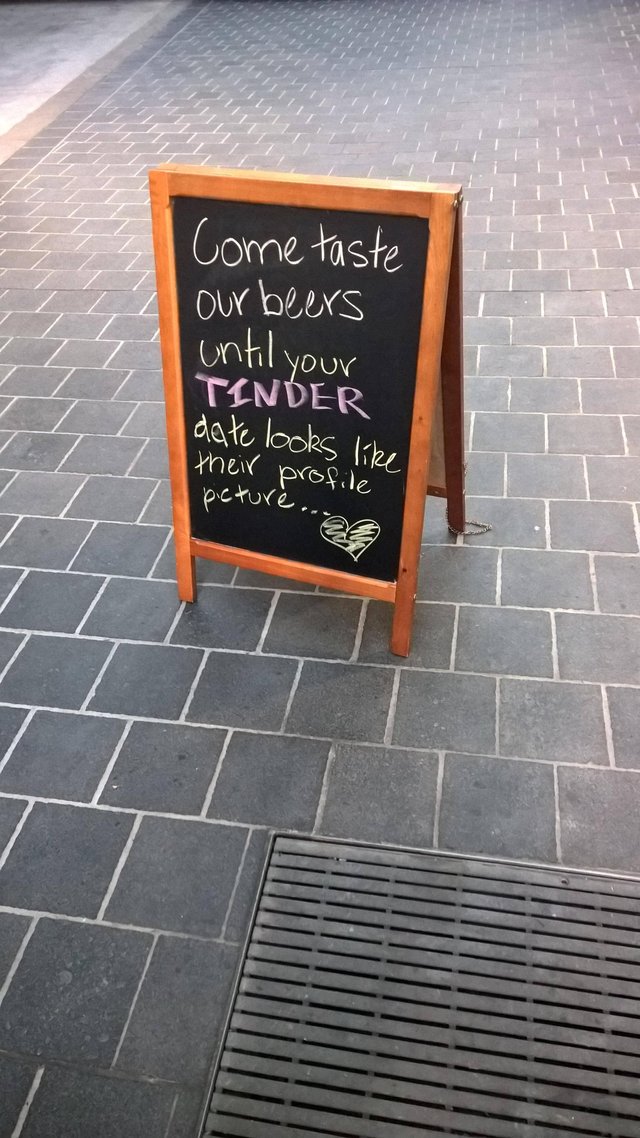 Come taste
our beers
until your
TINDER
date looks like
their profile
picture...